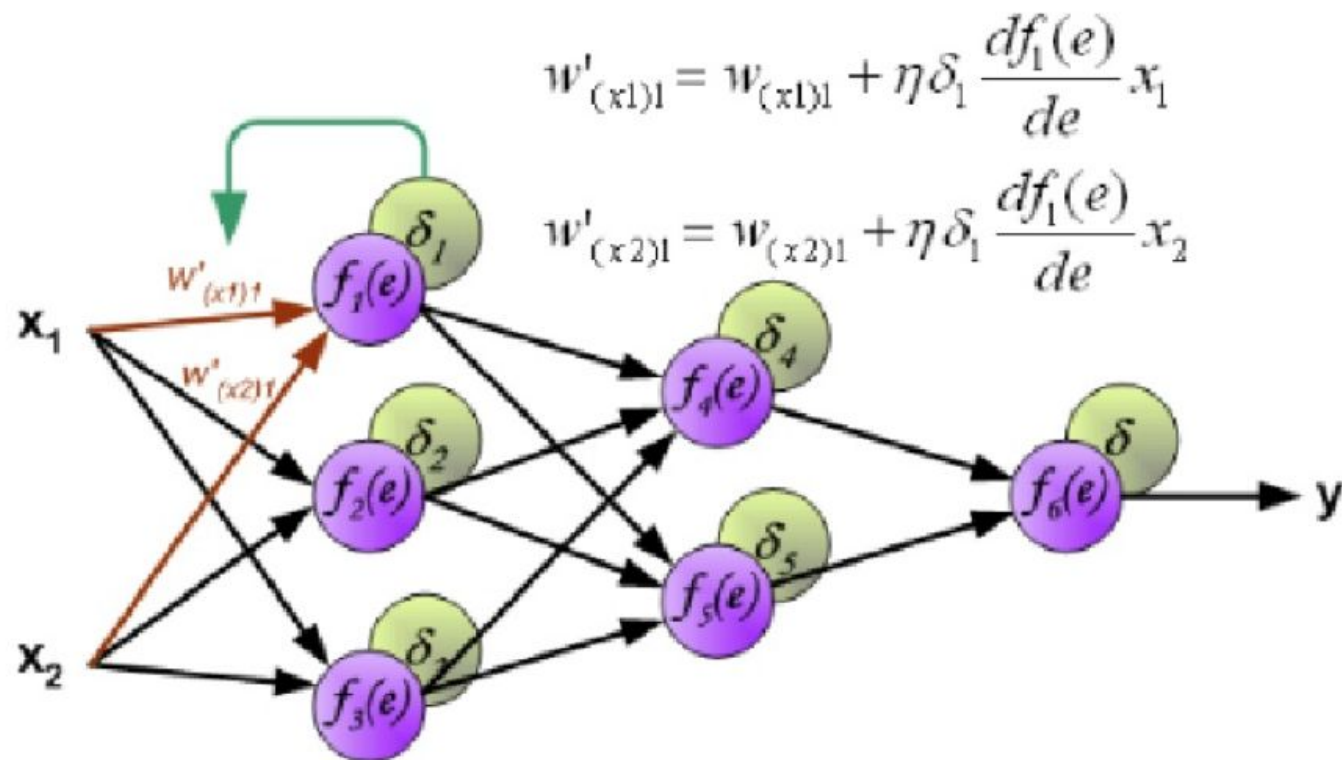 w'₍ₓ₁₎₁ = w₍ₓ₁₎₁ + ηδ₁ df₁(e)/de x₁
w'₍ₓ₂₎₁ = w₍ₓ₂₎₁ + ηδ₁ df₁(e)/de x₂
δ₁
w'₍ₓ₁₎₁
f₁(e)
x₁
w'₍ₓ₂₎₁
δ₄
f₄(e)
δ₂
f₂(e)
δ
f₆(e)
y
δ₅
f₅(e)
x₂
f₃(e)